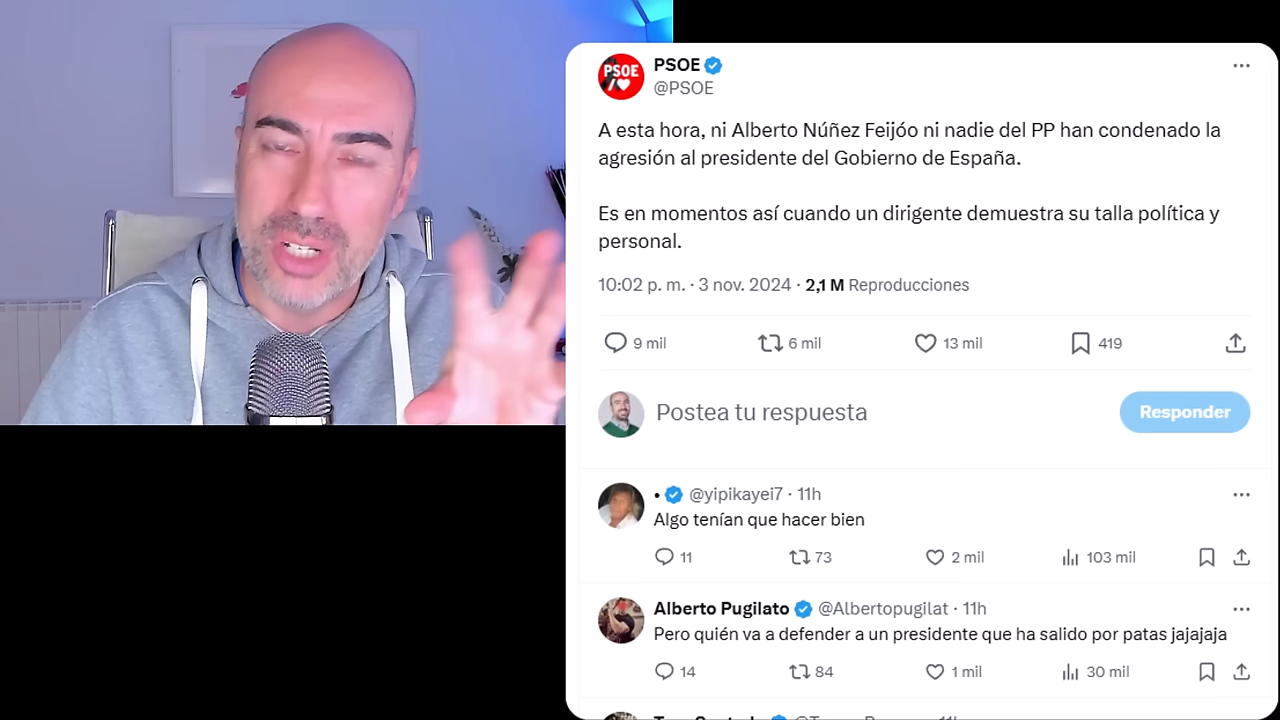 PSOE
PSOE
@PSOE
A esta hora, ni Alberto Núñez Feijóo ni nadie del PP han condenado la
agresión al presidente del Gobierno de España.
Es en momentos así cuando un dirigente demuestra su talla política y
personal.
10:02 p. m. · 3 nov. 2024 · 2,1 M Reproducciones
9 mil 6 mil 13 mil 419
Postea tu respuesta
Responder
• @yipikayei7 · 11h
Algo tenían que hacer bien
11 73 2 mil 103 mil
Alberto Pugilato @Albertopugilat · 11h
Pero quién va a defender a un presidente que ha salido por patas jajajaja
14 84 1 mil 30 mil